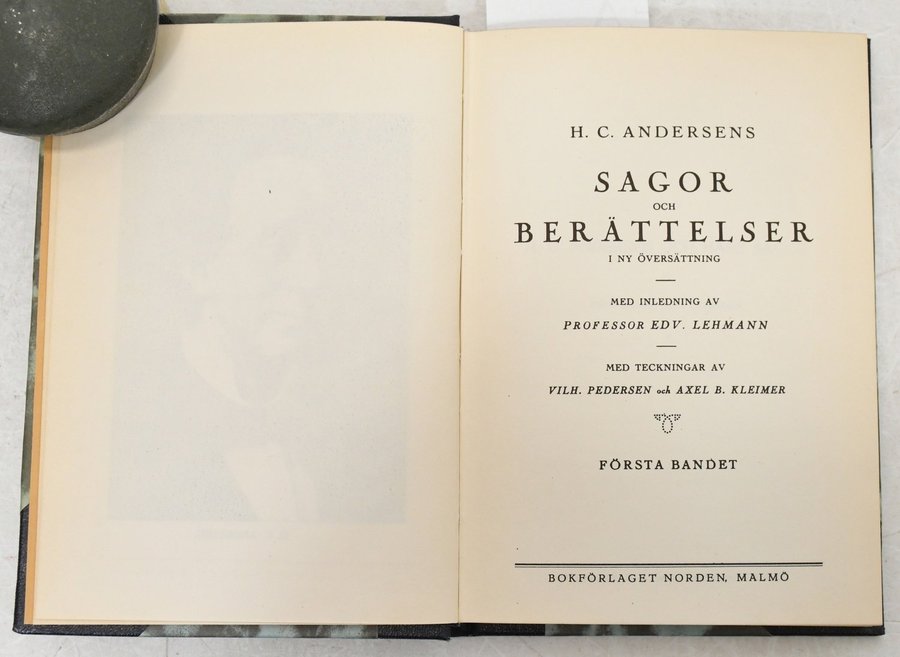 H. C. ANDERSENS
SAGOR
OCH
BERÄTTELSER
I NY ÖVERSÄTTNING
MED INLEDNING AV
PROFESSOR EDV. LEHMANN
MED TECKNINGAR AV
VILH. PEDERSEN och AXEL B. KLEIMER
FÖRSTA BANDET
BOKFÖRLAGET NORDEN, MALMÖ